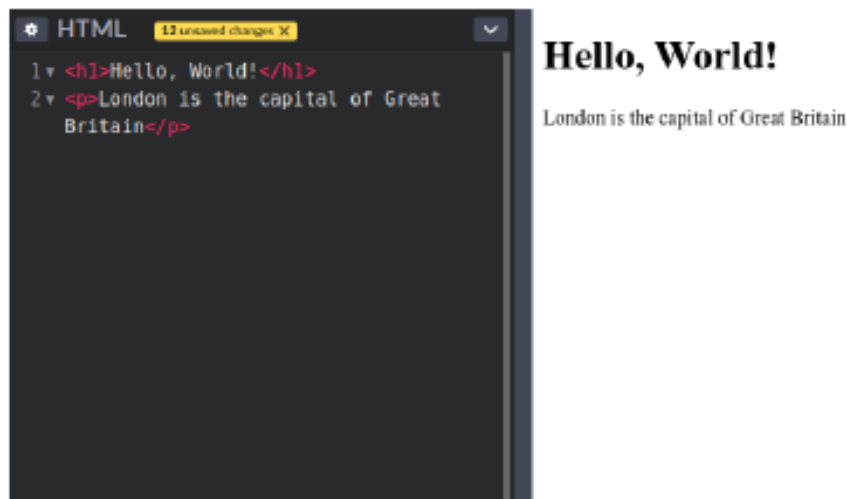 HTML
12 unsaved changes X
1 <h1>Hello, World!</h1>
2 <p>London is the capital of Great
Britain</p>
Hello, World!
London is the capital of Great Britain